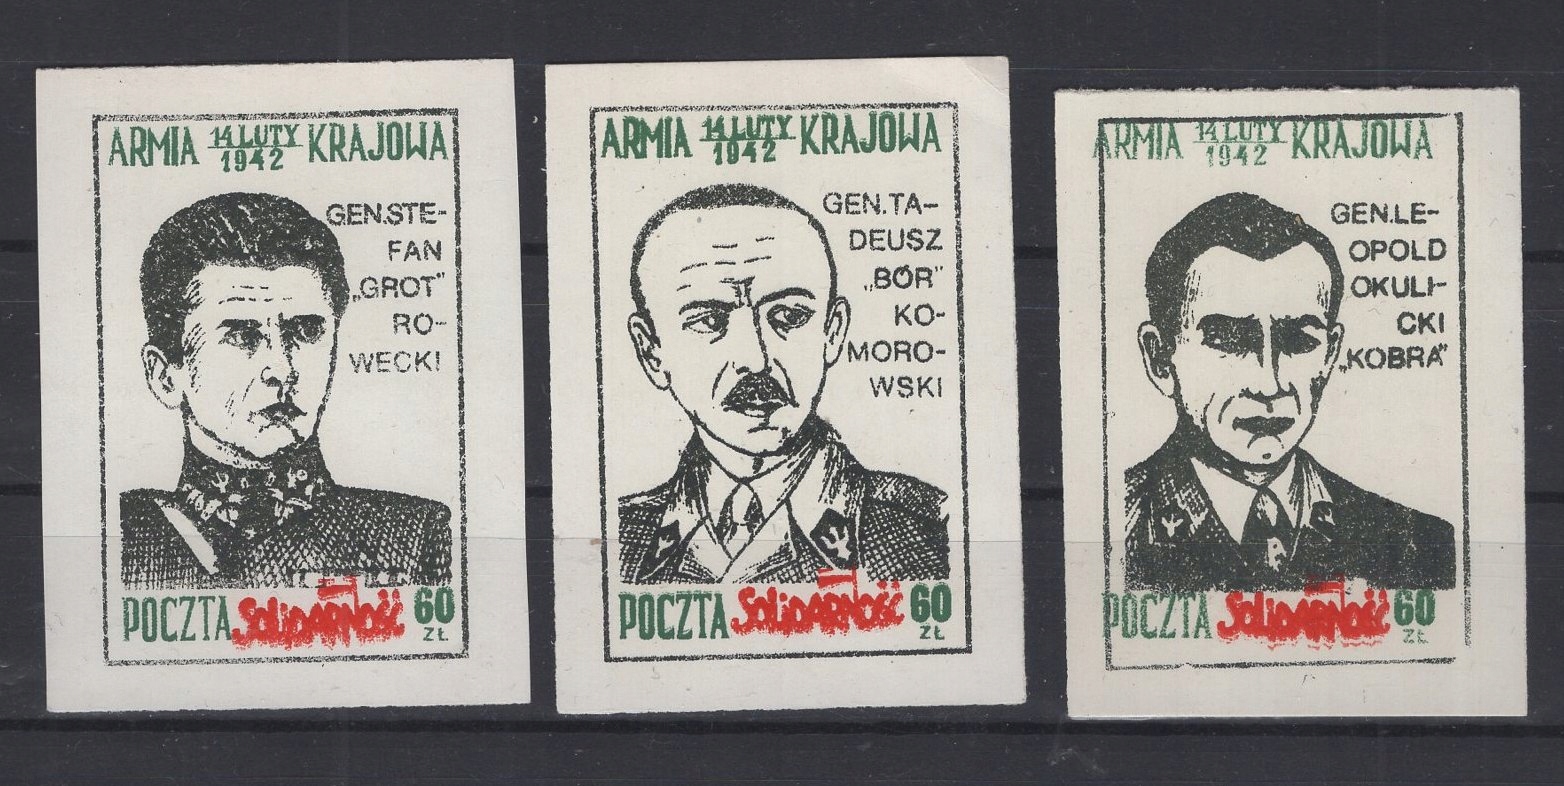 ARMIA 14 LUTY 1942 KRAJOWA
GEN.STE-
FAN
„GROT”
RO-
WECKI
POCZTA SOLIDARNOŚĆ 60
ZŁ
ARMIA 14 LUTY 1942 KRAJOWA
GEN.TA-
DEUSZ
„BÓR”
KO-
MORO-
WSKI
POCZTA SOLIDARNOŚĆ 60
ZŁ
ARMIA 14 LUTY 1942 KRAJOWA
GEN.LE-
OPOLD
OKULI-
CKI
„KOBRA”
POCZTA SOLIDARNOŚĆ 60
ZŁ